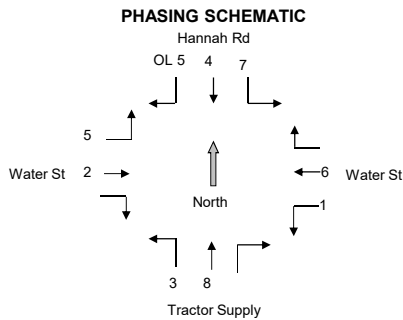 PHASING SCHEMATIC
Hannah Rd
OL 5 4 7
5
Water St 2 6 Water St
1
North
3 8
Tractor Supply